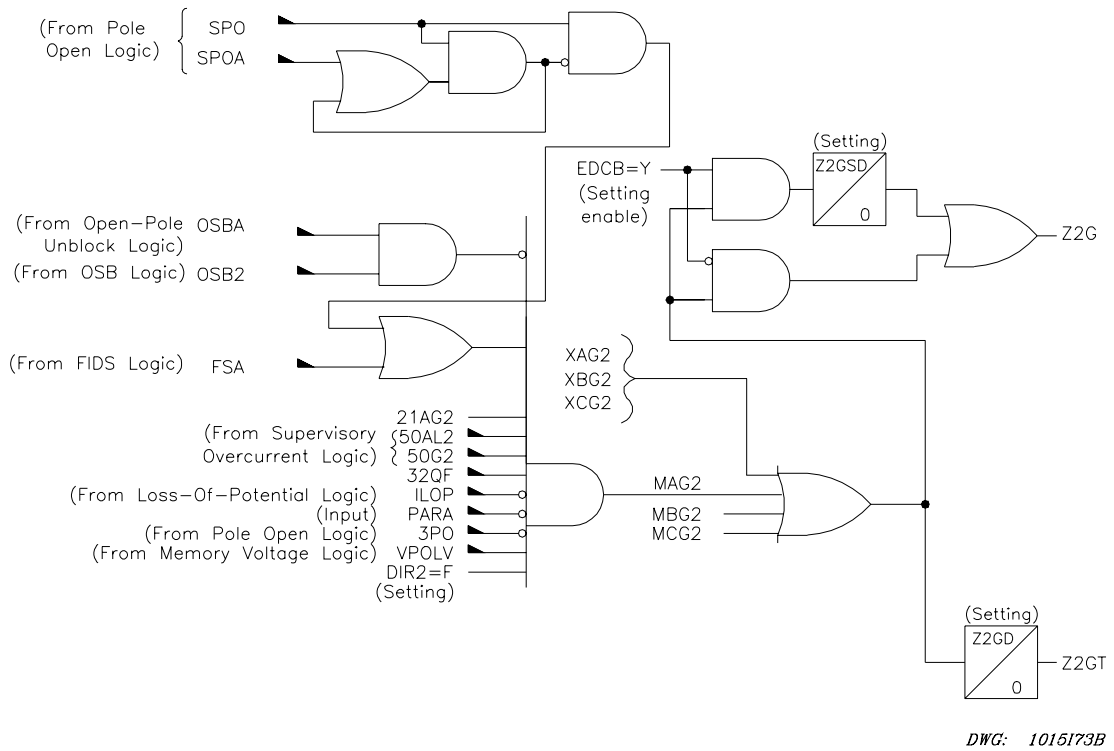 (From Pole
Open Logic)
SPO
SPOA
(From Open-Pole
Unblock Logic)
OSBA
(From OSB Logic) OSB2
(From FIDS Logic) FSA
21AG2
(From Supervisory
Overcurrent Logic)
50AL2
50G2
32QF
(From Loss-Of-Potential Logic) ILOP
(Input) PARA
(From Pole Open Logic) 3PO
(From Memory Voltage Logic) VPOLV
DIR2=F
(Setting)
EDCB=Y
(Setting
enable)
(Setting)
Z2GSD
0
Z2G
XAG2
XBG2
XCG2
MAG2
MBG2
MCG2
(Setting)
Z2GD
0
Z2GT
DWG: 1015I73B